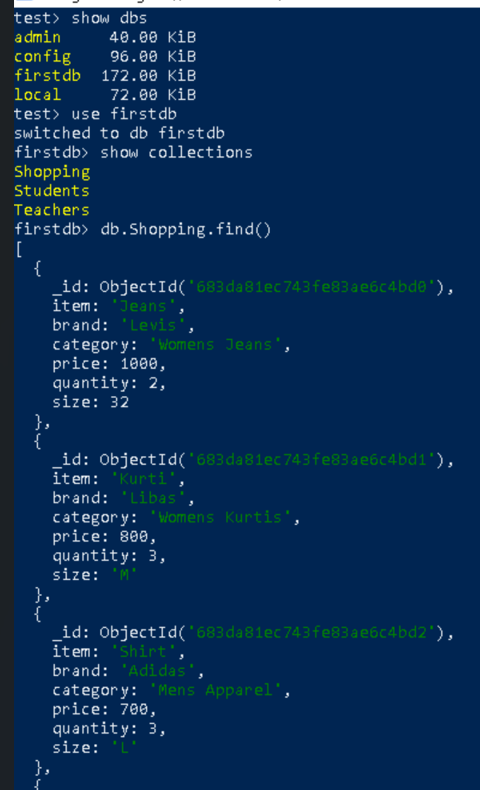 test> show dbs
admin     40.00 KiB
config    96.00 KiB
firstdb  172.00 KiB
local     72.00 KiB
test> use firstdb
switched to db firstdb
firstdb> show collections
Shopping
Students
Teachers
firstdb> db.Shopping.find()
[
  {
    _id: ObjectId('683da81ec743fe83ae6c4bd0'),
    item: 'Jeans',
    brand: 'Levis',
    category: 'Womens Jeans',
    price: 1000,
    quantity: 2,
    size: 32
  },
  {
    _id: ObjectId('683da81ec743fe83ae6c4bd1'),
    item: 'Kurti',
    brand: 'Libas',
    category: 'Womens Kurtis',
    price: 800,
    quantity: 3,
    size: 'M'
  },
  {
    _id: ObjectId('683da81ec743fe83ae6c4bd2'),
    item: 'Shirt',
    brand: 'Adidas',
    category: 'Mens Apparel',
    price: 700,
    quantity: 3,
    size: 'L'
  },
  {